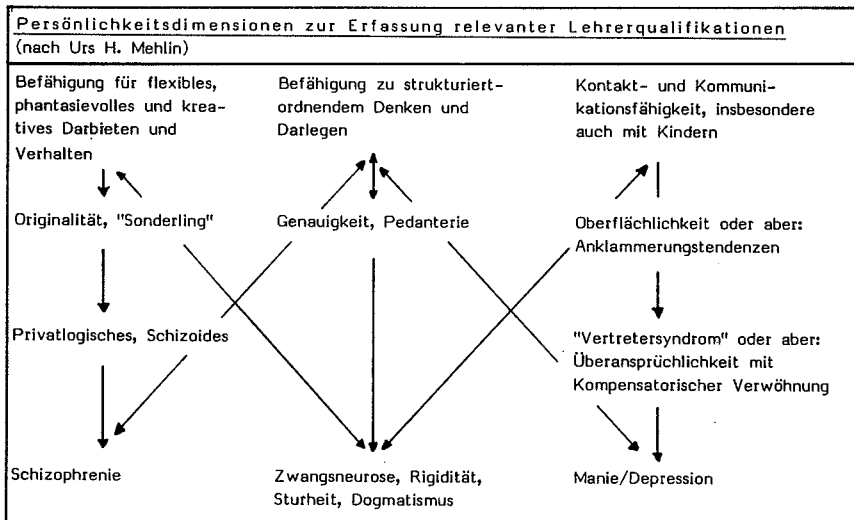 Persönlichkeitsdimensionen zur Erfassung relevanter Lehrerqualifikationen
(nach Urs H. Mehlin)
Befähigung für flexibles,
phantasievolles und krea-
tives Darbieten und
Verhalten
Befähigung zu strukturiert-
ordnendem Denken und
Darlegen
Kontakt- und Kommuni-
kationsfähigkeit, insbesondere
auch mit Kindern
Originalität, "Sonderling"
Genauigkeit, Pedanterie
Oberflächlichkeit oder aber:
Anklammerungstendenzen
Privatlogisches, Schizoides
"Vertretersyndrom" oder aber:
Überansprüchlichkeit mit
Kompensatorischer Verwöhnung
Schizophrenie
Zwangsneurose, Rigidität,
Sturheit, Dogmatismus
Manie/Depression